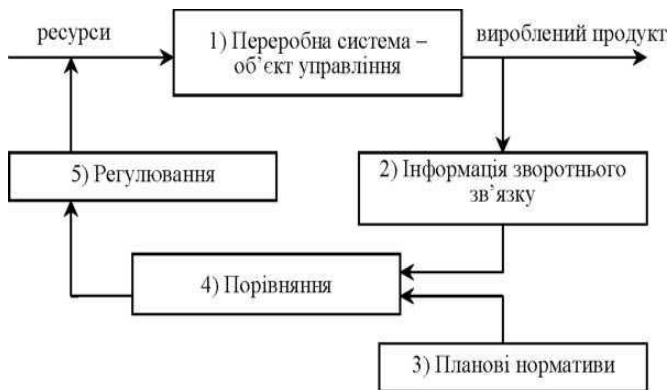 ресурси
1) Переробна система –
об’єкт управління
вироблений продукт
2) Інформація зворотнього
зв’язку
5) Регулювання
4) Порівняння
3) Планові нормативи